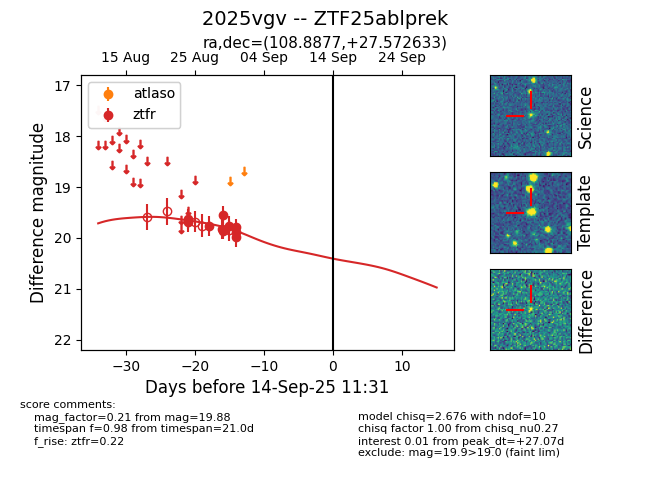 2025vgv -- ZTF25ablprek
ra,dec=(108.8877,+27.572633)
15 Aug 25 Aug 04 Sep 14 Sep 24 Sep
atlaso
ztfr
17
18
19
20
21
22
Difference magnitude
−30 −20 −10 0 10
Days before 14-Sep-25 11:31
Science
Template
Difference
score comments:
mag_factor=0.21 from mag=19.88
timespan f=0.98 from timespan=21.0d
f_rise: ztfr=0.22
model chisq=2.676 with ndof=10
chisq factor 1.00 from chisq_nu0.27
interest 0.01 from peak_dt=+27.07d
exclude: mag=19.9>19.0 (faint lim)